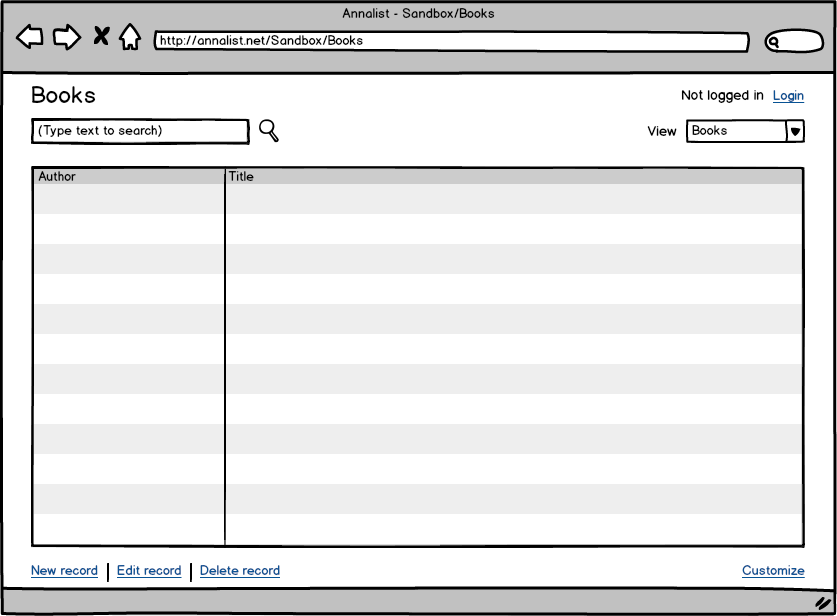 Annalist - Sandbox/Books
http://annalist.net/Sandbox/Books
Books
Not logged in Login
(Type text to search)
View Books
Author Title
New record Edit record Delete record Customize